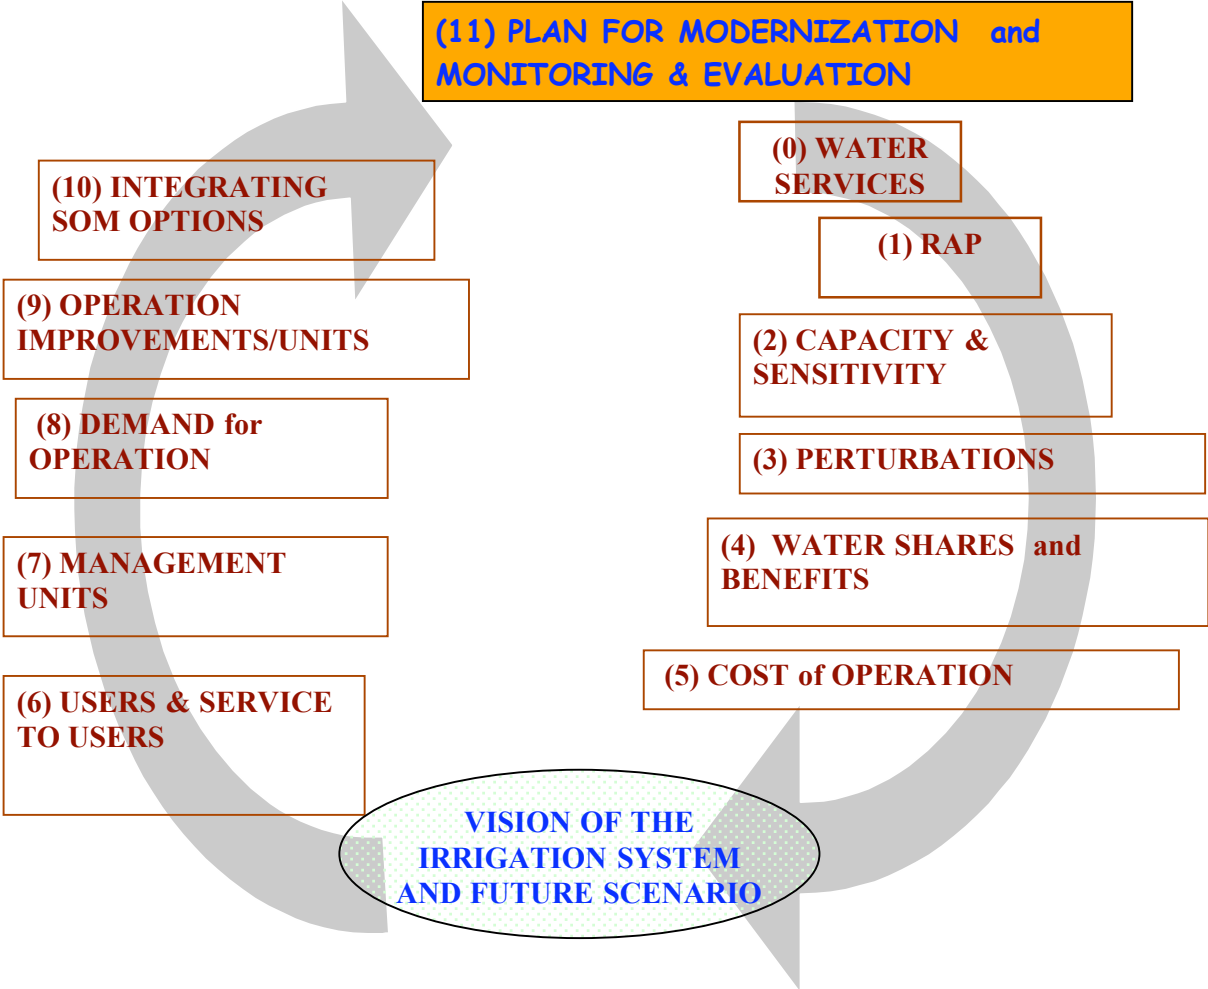 (11) PLAN FOR MODERNIZATION and
MONITORING & EVALUATION
(0) WATER
SERVICES
(1) RAP
(2) CAPACITY &
SENSITIVITY
(3) PERTURBATIONS
(4) WATER SHARES and
BENEFITS
(5) COST of OPERATION
VISION OF THE
IRRIGATION SYSTEM
AND FUTURE SCENARIO
(6) USERS & SERVICE
TO USERS
(7) MANAGEMENT
UNITS
(8) DEMAND for
OPERATION
(9) OPERATION
IMPROVEMENTS/UNITS
(10) INTEGRATING
SOM OPTIONS